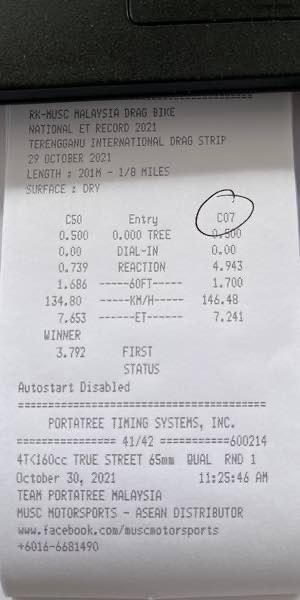 RK-MUSC MALAYSIA DRAG BIKE
NATIONAL ET RECORD 2021
TERENGGANU INTERNATIONAL DRAG STRIP
29 OCTOBER 2021
LENGTH : 201M - 1/8 MILES
SURFACE : DRY
C50 Entry C07
0.500 0.000 TREE 0.500
0.00 DIAL-IN 0.00
0.739 REACTION 4.943
1.686 -----60FT----- 1.700
134.80 -----KM/H----- 146.48
7.653 ------ET------ 7.241
WINNER
3.792 FIRST
STATUS
Autostart Disabled
======================================
PORTATREE TIMING SYSTEMS, INC.
=============== 41/42 ===========600214
4T<160cc TRUE STREET 65mm QUAL RND 1
October 30, 2021 11:25:46 AM
TEAM PORTATREE MALAYSIA
MUSC MOTORSPORTS - ASEAN DISTRIBUTOR
www.facebook.com/muscmotorsports
+6016-6681490